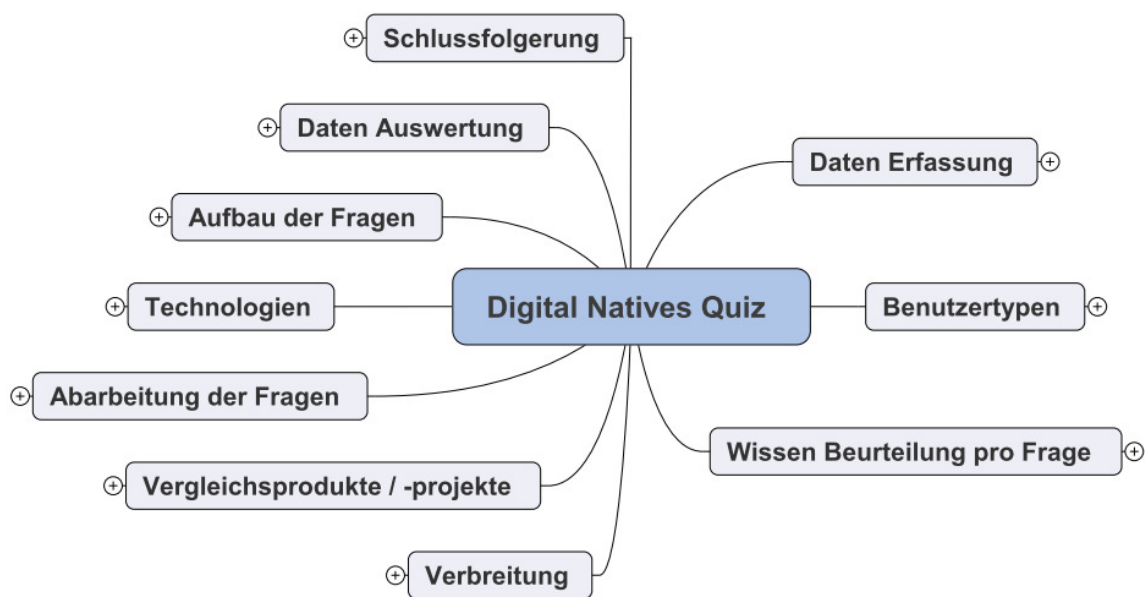 Schlussfolgerung
Daten Auswertung
Daten Erfassung
Aufbau der Fragen
Technologien
Digital Natives Quiz
Benutzertypen
Abarbeitung der Fragen
Wissen Beurteilung pro Frage
Vergleichsprodukte / -projekte
Verbreitung